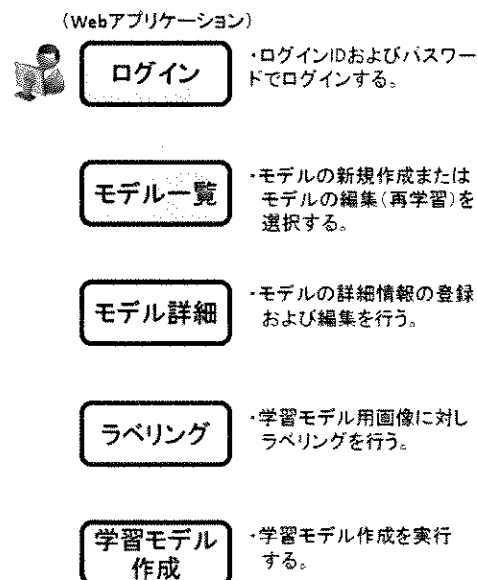 (Webアプリケーション)
ログイン
・ログインIDおよびパスワー
ドでログインする。
モデル一覧
・モデルの新規作成または
モデルの編集(再学習)を
選択する。
モデル詳細
・モデルの詳細情報の登録
および編集を行う。
ラベリング
・学習モデル用画像に対し
ラベリングを行う。
学習モデル
作成
・学習モデル作成を実行
する。